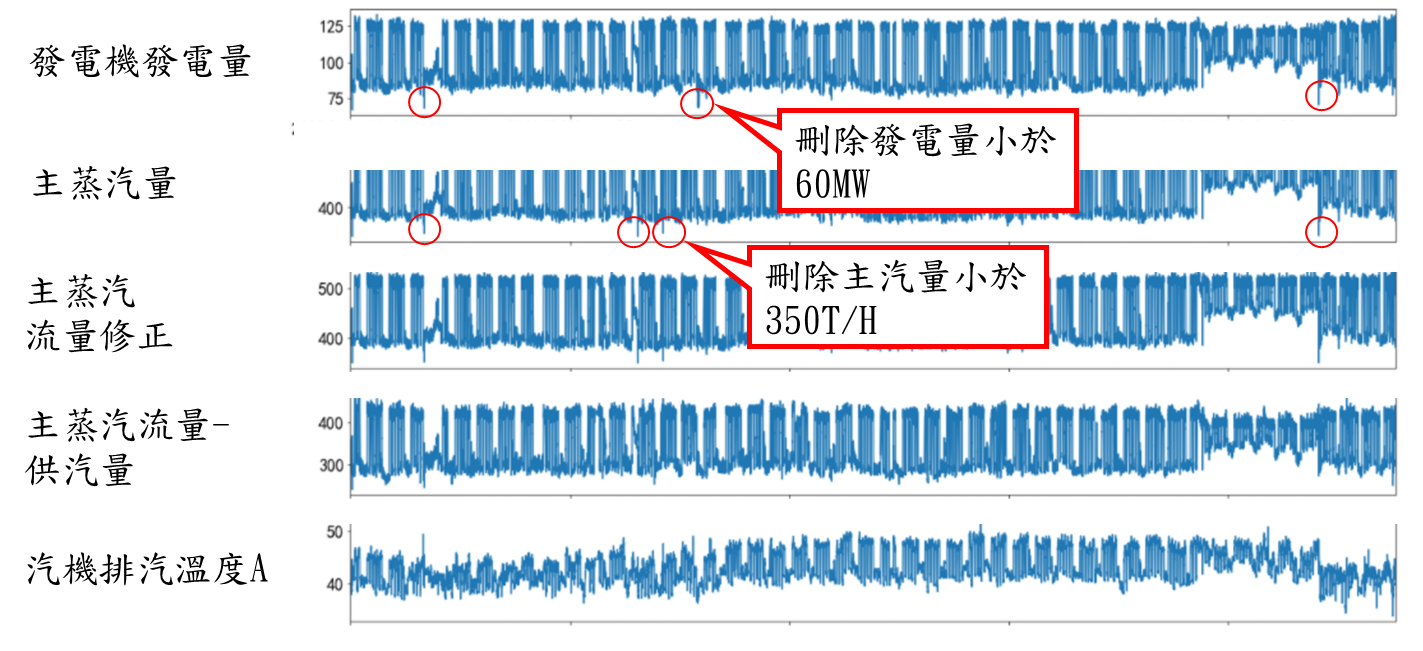 發電機發電量
125
100
75
刪除發電量小於
60MW
主蒸汽量
400
刪除主汽量小於
350T/H
主蒸汽
流量修正
500
400
主蒸汽流量-
供汽量
400
300
汽機排汽溫度A
50
40